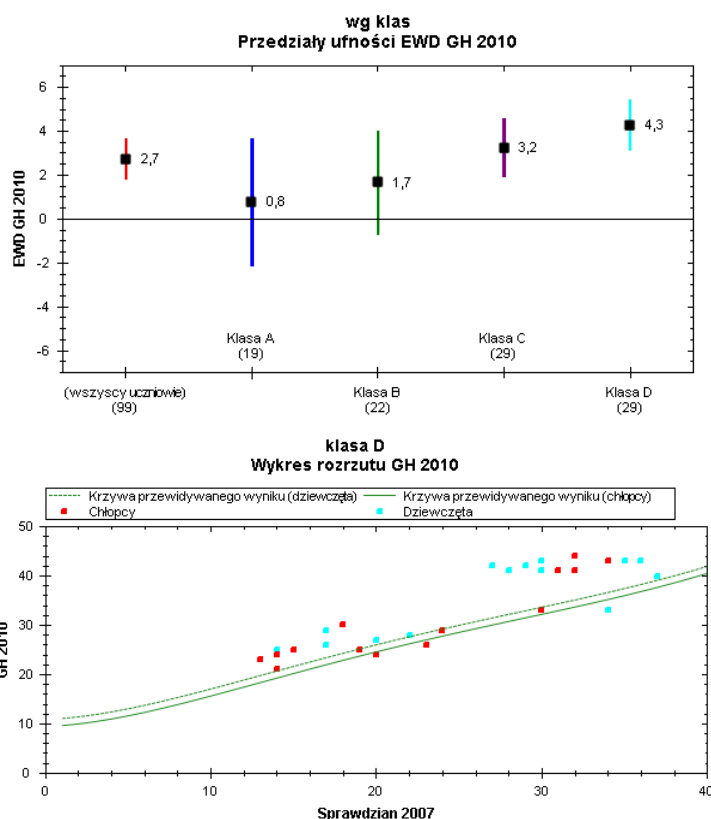 wg klas
Przedziały ufności EWD GH 2010
EWD GH 2010
6
4
2
0
-2
-4
-6
2,7
0,8
1,7
3,2
4,3
Klasa A
(19)
Klasa C
(29)
(wszyscy uczniowie)
(99)
Klasa B
(22)
Klasa D
(29)
klasa D
Wykres rozrzutu GH 2010
Krzywa przewidywanego wyniku (dziewczęta)
Krzywa przewidywanego wyniku (chłopcy)
Chłopcy
Dziewczęta
GH 2010
50
40
30
20
10
0
0
10
20
30
40
Sprawdzian 2007